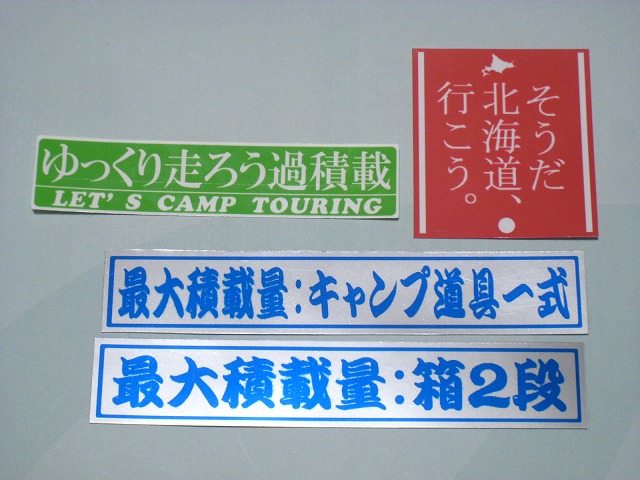 ゆっくり走ろう過積載
LET'S CAMP TOURING
そうだ
北海道、
行こう。
最大積載量:キャンプ道具一式
最大積載量:箱2段